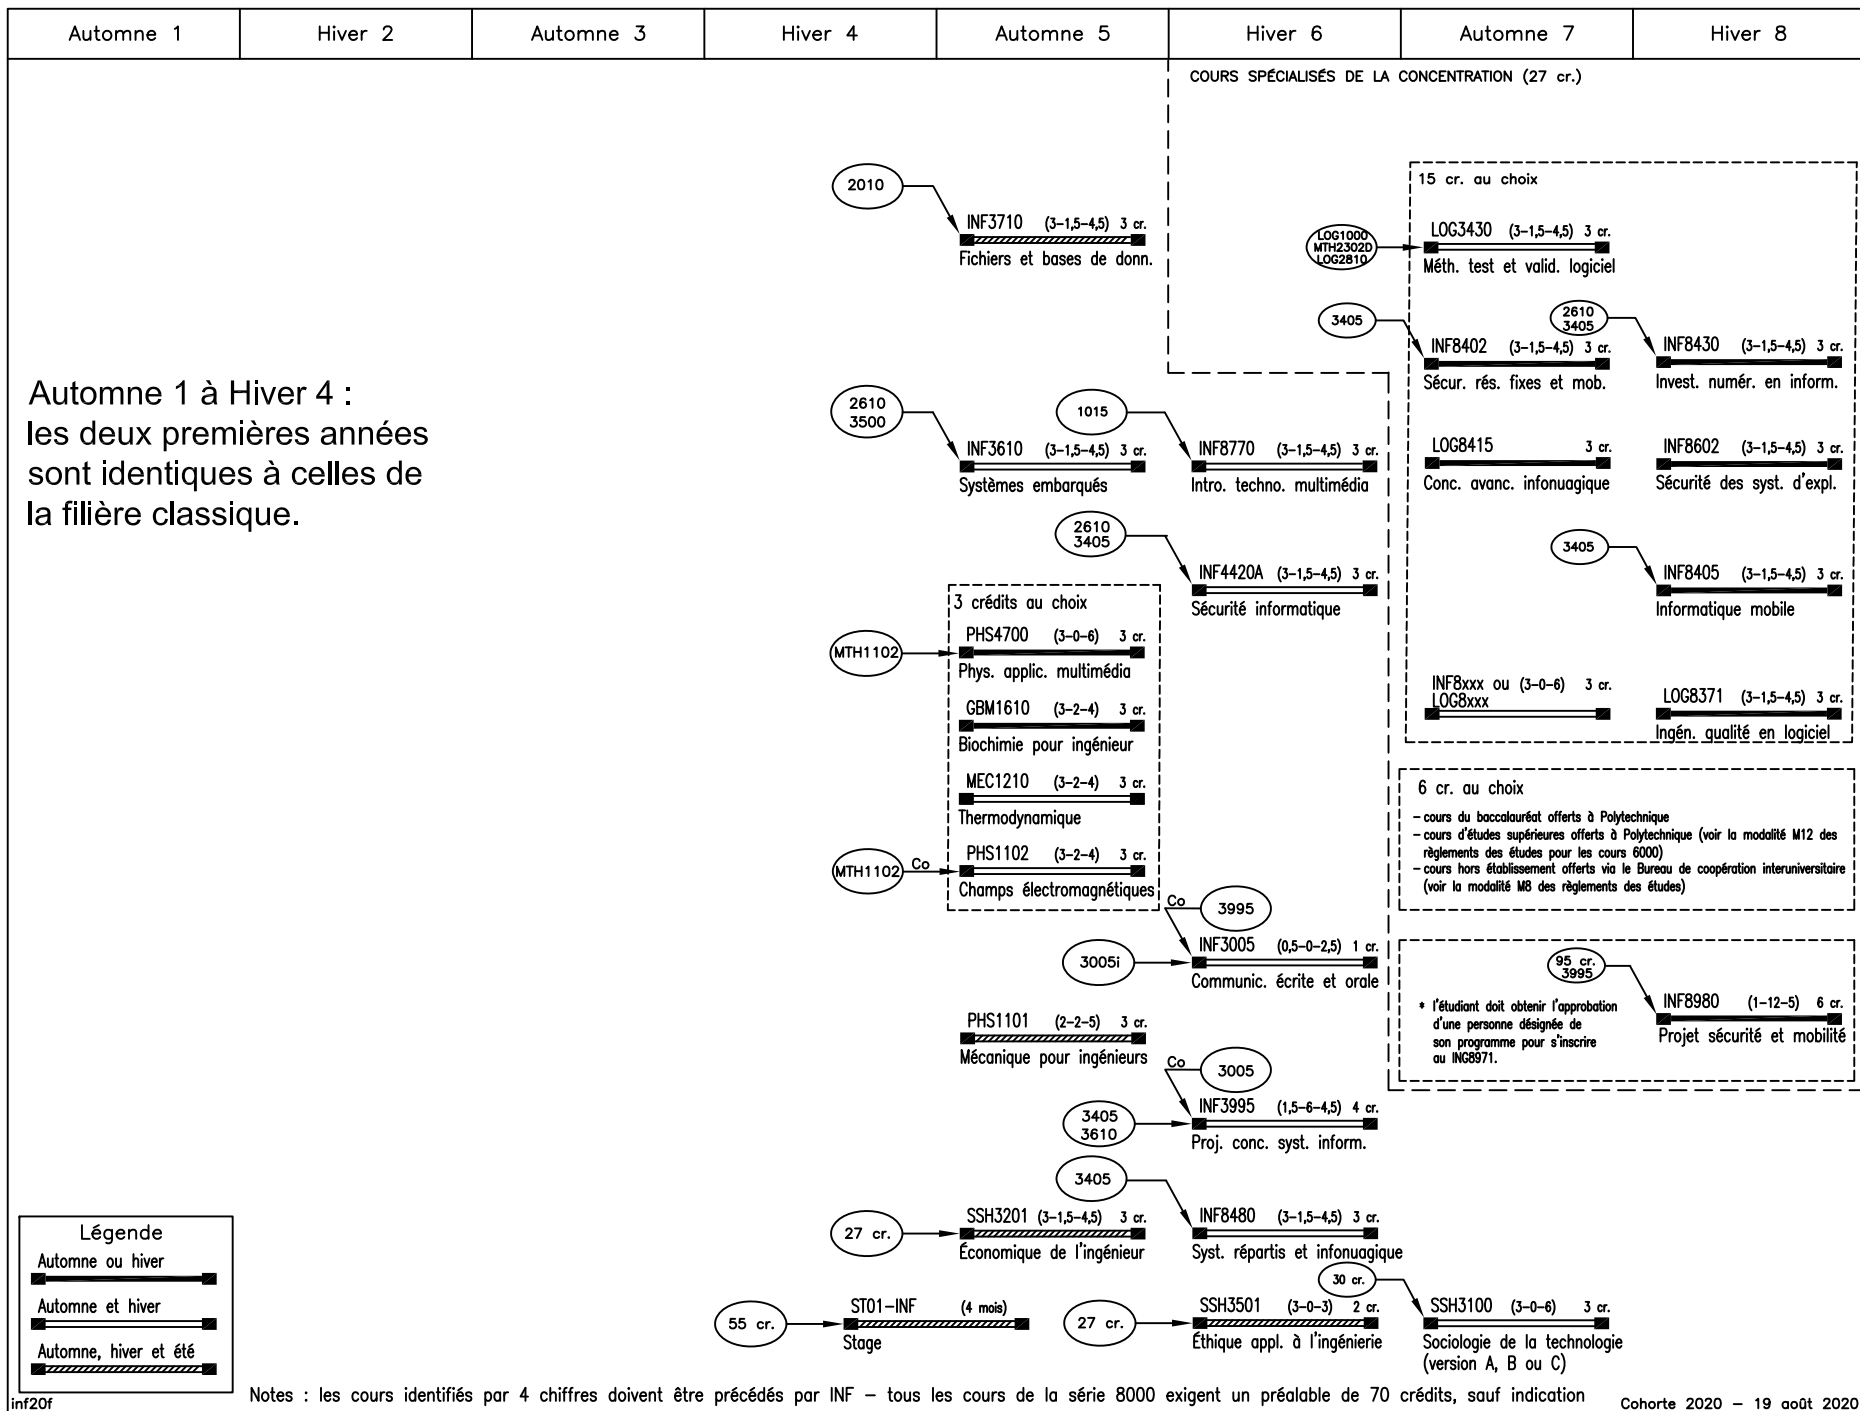 Automne 1
Hiver 2
Automne 3
Hiver 4
Automne 5
Hiver 6
Automne 7
Hiver 8
COURS SPÉCIALISÉS DE LA CONCENTRATION (27 cr.)
Automne 1 à Hiver 4 :
les deux premières années
sont identiques à celles de
la filière classique.
2010
INF3710 (3-1,5-4,5) 3 cr.
Fichiers et bases de donn.
2610
3500
INF3610 (3-1,5-4,5) 3 cr.
Systèmes embarqués
3 crédits au choix
MTH1102
PHS4700 (3-0-6) 3 cr.
Phys. applic. multimédia
GBM1610 (3-2-4) 3 cr.
Biochimie pour ingénieur
MEC1210 (3-2-4) 3 cr.
Thermodynamique
MTH1102 Co
PHS1102 (3-2-4) 3 cr.
Champs électromagnétiques
PHS1101 (2-2-5) 3 cr.
Mécanique pour ingénieurs
27 cr.
SSH3201 (3-1,5-4,5) 3 cr.
Économique de l'ingénieur
55 cr.
ST01-INF (4 mois)
Stage
1015
INF8770 (3-1,5-4,5) 3 cr.
Intro. techno. multimédia
2610
3405
INF4420A (3-1,5-4,5) 3 cr.
Sécurité informatique
Co 3995
3005i
INF3005 (0,5-0-2,5) 1 cr.
Communic. écrite et orale
Co 3005
3405
3610
INF3995 (1,5-6-4,5) 4 cr.
Proj. conc. syst. inform.
3405
INF8480 (3-1,5-4,5) 3 cr.
Syst. répartis et infonuagique
27 cr.
SSH3501 (3-0-3) 2 cr.
Éthique appl. à l'ingénierie
15 cr. au choix
LOG1000
MTH2302D
LOG2810
LOG3430 (3-1,5-4,5) 3 cr.
Méth. test et valid. logiciel
3405
INF8402 (3-1,5-4,5) 3 cr.
Sécur. rés. fixes et mob.
2610
3405
INF8430 (3-1,5-4,5) 3 cr.
Invest. numér. en inform.
LOG8415 3 cr.
Conc. avanc. infonuagique
INF8602 (3-1,5-4,5) 3 cr.
Sécurité des syst. d'expl.
3405
INF8405 (3-1,5-4,5) 3 cr.
Informatique mobile
INF8xxx ou (3-0-6) 3 cr.
LOG8xxx
LOG8371 (3-1,5-4,5) 3 cr.
Ingén. qualité en logiciel
6 cr. au choix
- cours du baccalauréat offerts à Polytechnique
- cours d'études supérieures offerts à Polytechnique (voir la modalité M12 des
règlements des études pour les cours 6000)
- cours hors établissement offerts via le Bureau de coopération interuniversitaire
(voir la modalité M8 des règlements des études)
95 cr.
3995
* l'étudiant doit obtenir l'approbation
d'une personne désignée de
son programme pour s'inscrire
au ING8971.
INF8980 (1-12-5) 6 cr.
Projet sécurité et mobilité
30 cr.
SSH3100 (3-0-6) 3 cr.
Sociologie de la technologie
(version A, B ou C)
Légende
Automne ou hiver
Automne et hiver
Automne, hiver et été
Notes : les cours identifiés par 4 chiffres doivent être précédés par INF - tous les cours de la série 8000 exigent un préalable de 70 crédits, sauf indication
inf20f
Cohorte 2020 - 19 août 2020